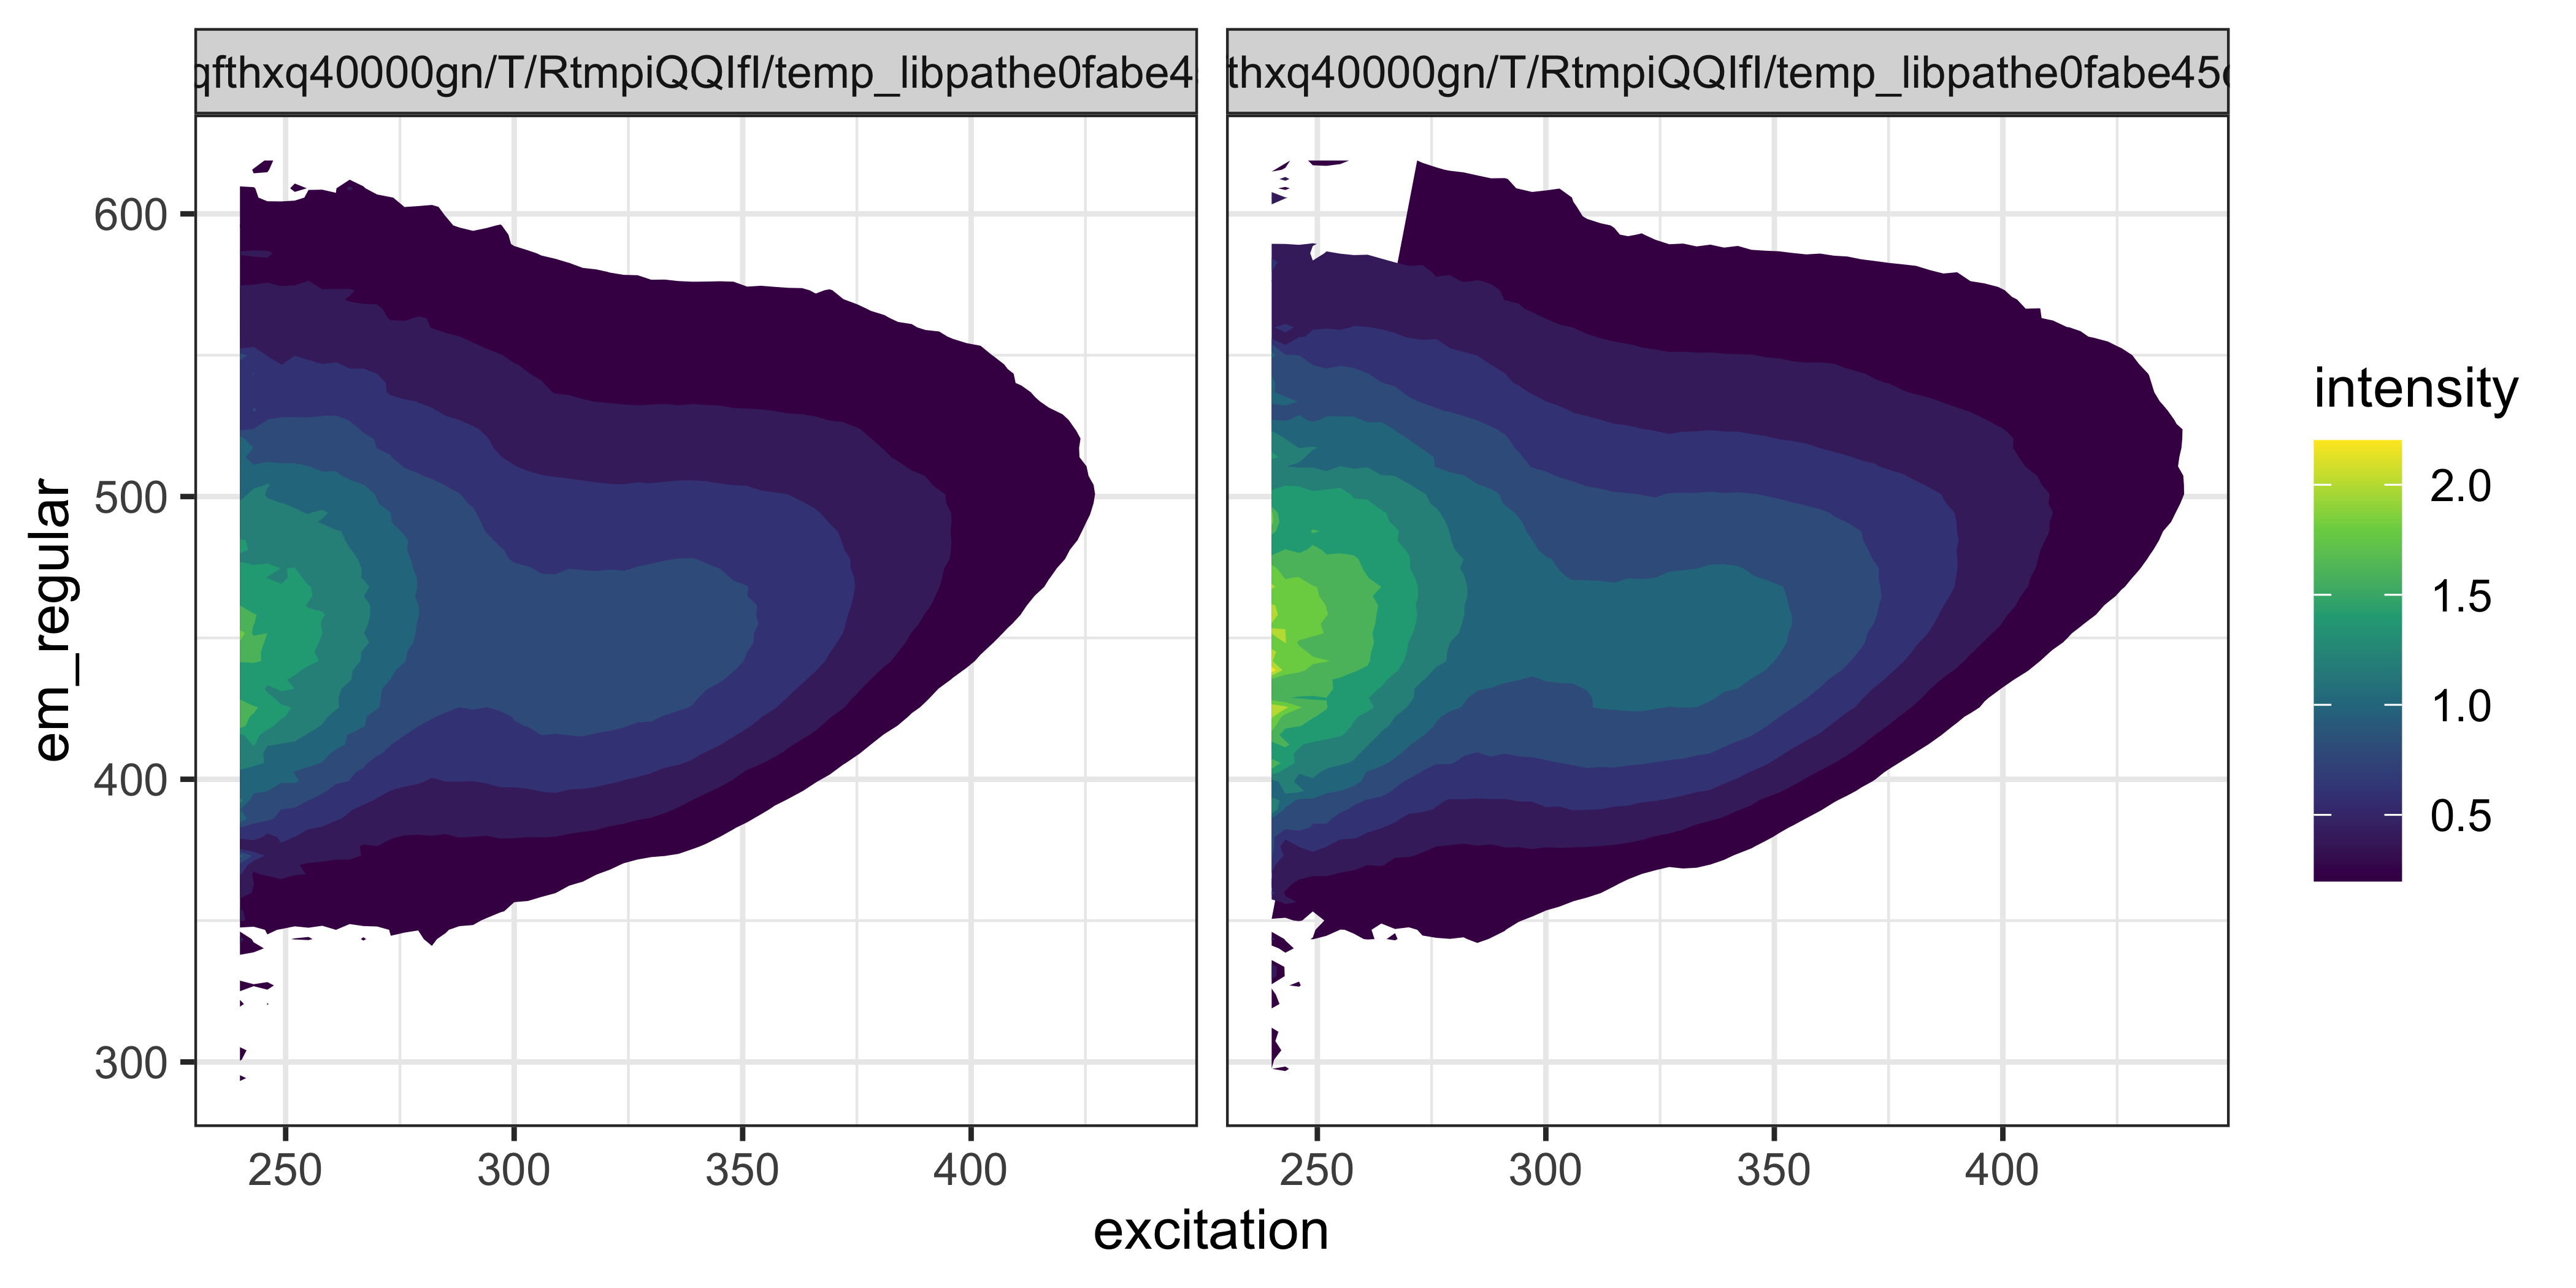 qfthxq40000gn/T/RtmpiQQIfI/temp_libpathe0fabe4
thxq40000gn/T/RtmpiQQIfI/temp_libpathe0fabe45
600
500
400
300
em_regular
250 300 350 400
250 300 350 400
excitation
intensity
2.0
1.5
1.0
0.5